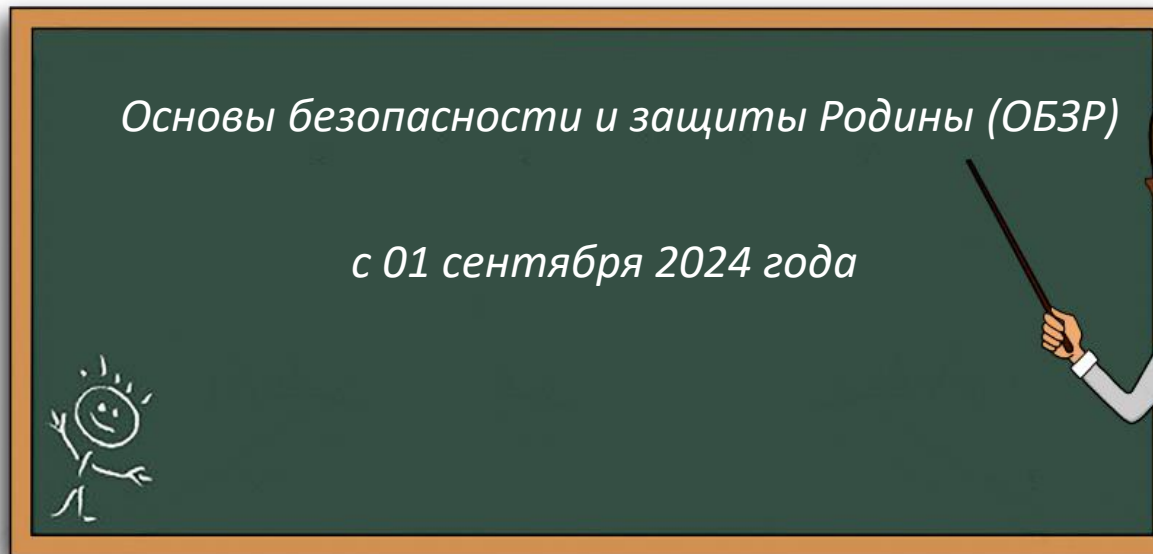 Основы безопасности и защиты Родины (ОБЗР)
с 01 сентября 2024 года